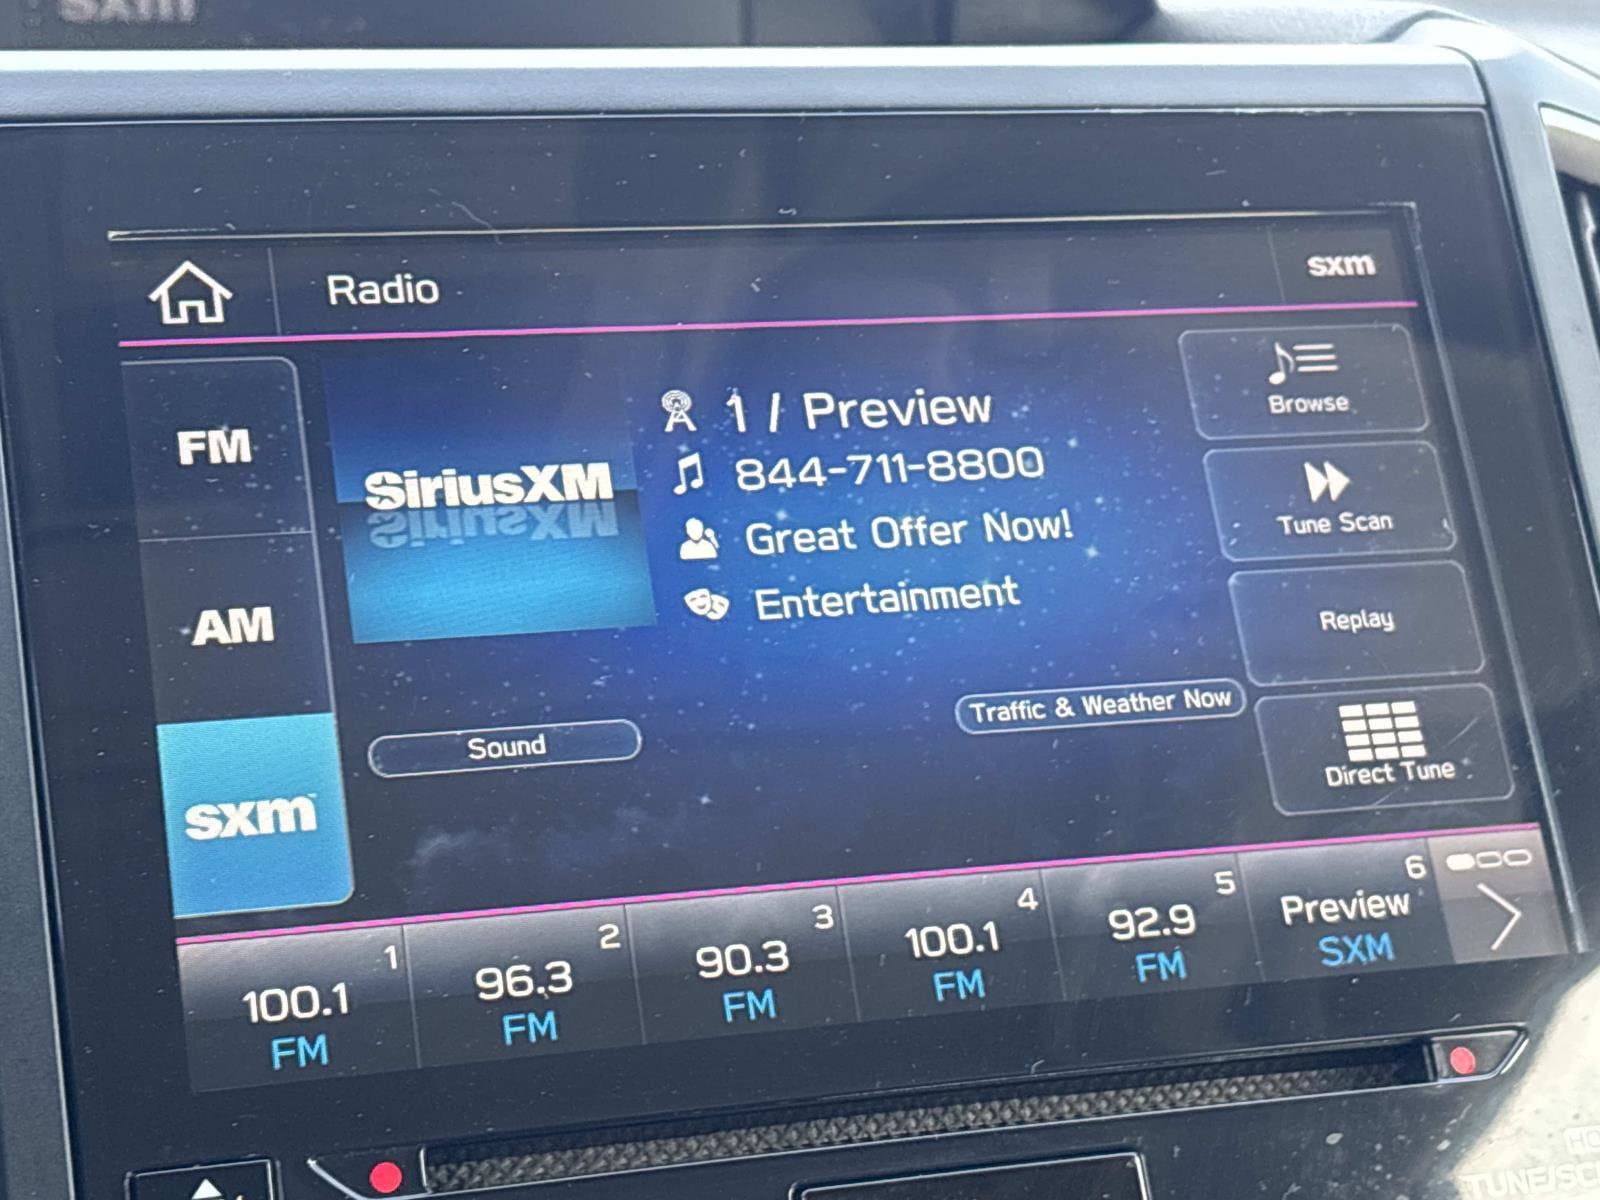 sxm
Radio
sxm
FM
AM
sxm
SiriusXM
1 / Preview
844-711-8800
Great Offer Now!
Entertainment
Browse
Tune Scan
Replay
Direct Tune
Sound
Traffic & Weather Now
1
100.1
FM
2
96.3
FM
3
90.3
FM
4
100.1
FM
5
92.9
FM
6
Preview
SXM